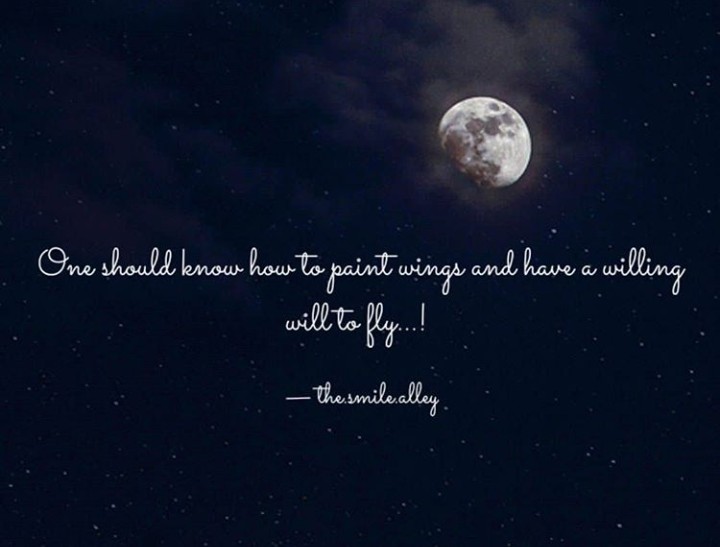 One should know how to paint wings and have a willing
will to fly...!
— the.smile.alley